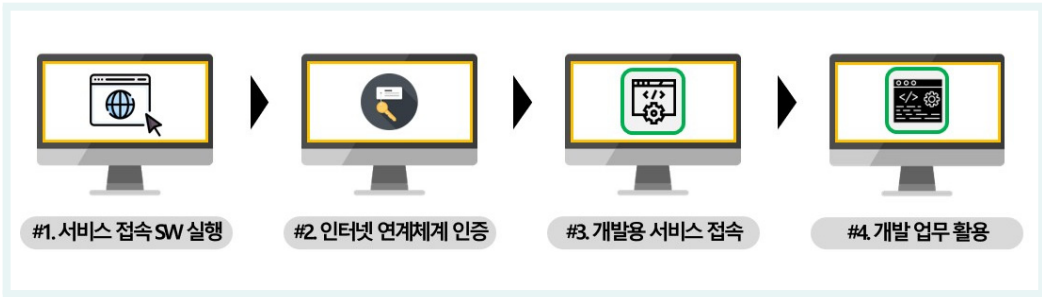 #1. 서비스 접속 SW 실행
#2. 인터넷 연계체계 인증
#3. 개발용 서비스 접속
#4. 개발 업무 활용